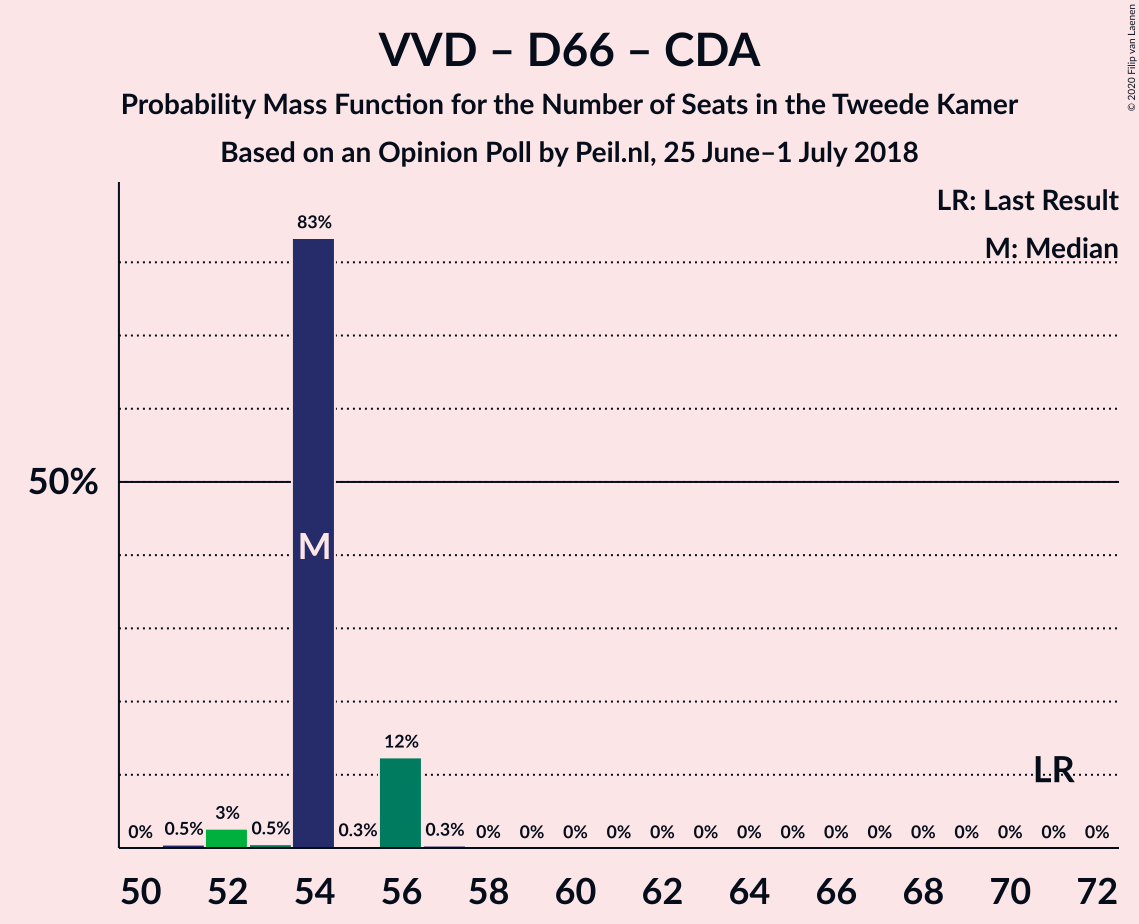 VVD – D66 – CDA
Probability Mass Function for the Number of Seats in the Tweede Kamer
Based on an Opinion Poll by Peil.nl, 25 June–1 July 2018
© 2020 Filip van Laenen
LR: Last Result
M: Median
50%
83%
M
12%
LR
0% 0.5% 3% 0.5% 0.3% 0.3% 0% 0% 0% 0% 0% 0% 0% 0% 0% 0% 0% 0% 0% 0% 0%
50 52 54 56 58 60 62 64 66 68 70 72